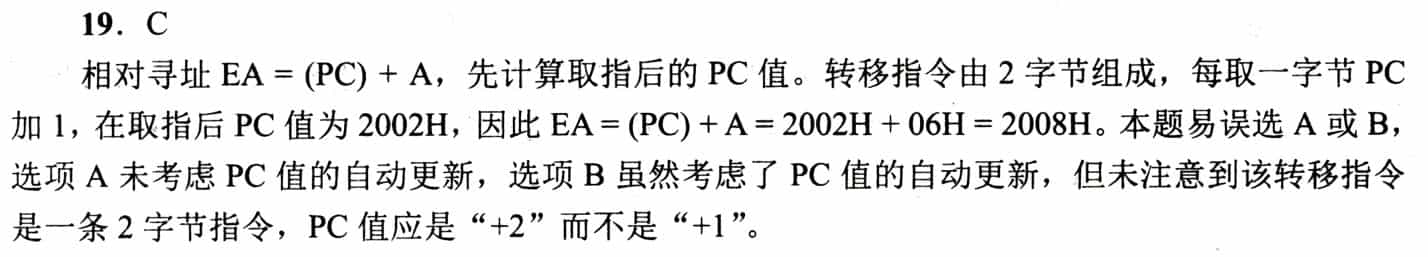 19．C
相对寻址 EA = (PC) + A，先计算取指后的 PC 值。转移指令由 2 字节组成，每取一字节 PC
加 1，在取指后 PC 值为 2002H，因此 EA = (PC) + A = 2002H + 06H = 2008H。本题易误选 A 或 B，
选项 A 未考虑 PC 值的自动更新，选项 B 虽然考虑了 PC 值的自动更新，但未注意到该转移指令
是一条 2 字节指令，PC 值应是“+2”而不是“+1”。